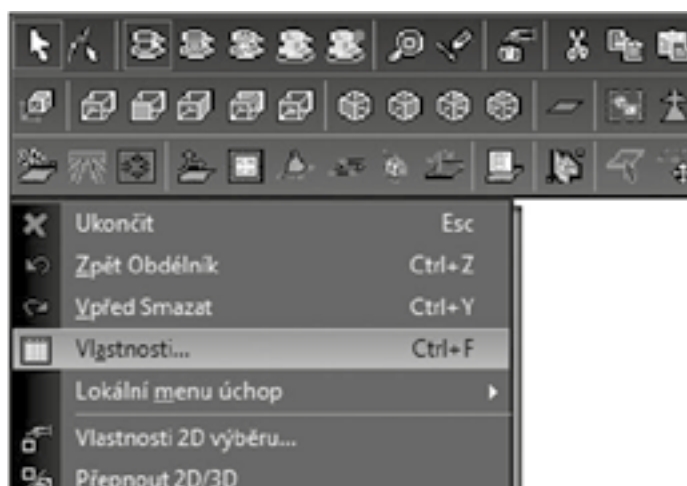 Ukončit Esc
Zpět Obdélník Ctrl+Z
Vpřed Smazat Ctrl+Y
Vlastnosti... Ctrl+F
Lokální menu úchop
Vlastnosti 2D výběru...
Přepnout 2D/3D